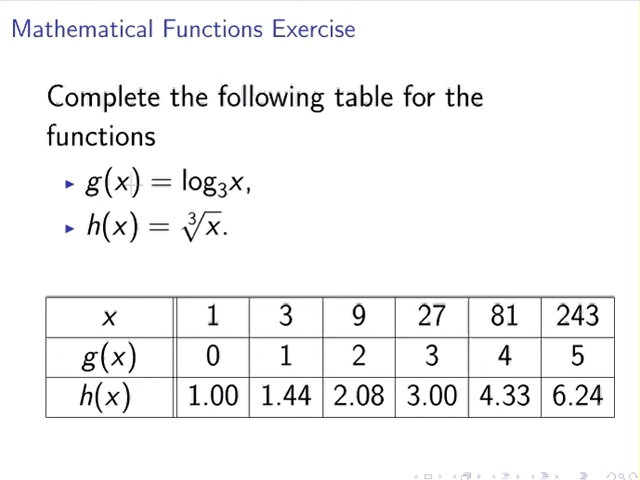 Mathematical Functions Exercise
Complete the following table for the
functions
▶ g(x) = log₃x,
▶ h(x) = ∛x.
x 1 3 9 27 81 243
g(x) 0 1 2 3 4 5
h(x) 1.00 1.44 2.08 3.00 4.33 6.24